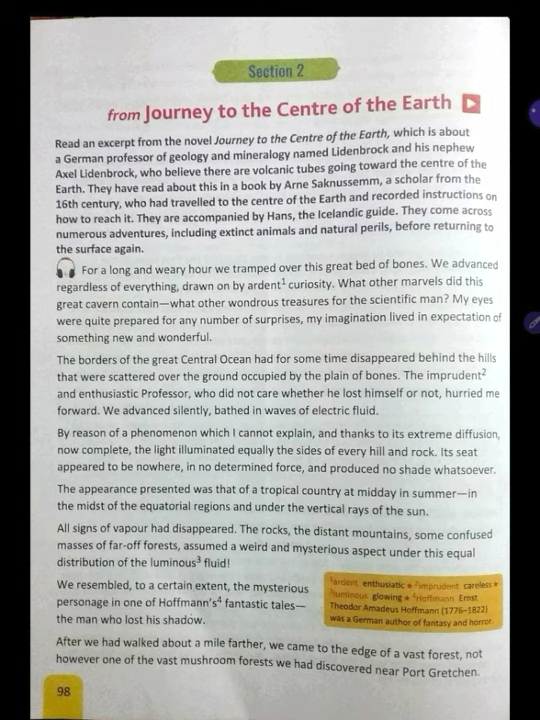 Section 2
from Journey to the Centre of the Earth
Read an excerpt from the novel Journey to the Centre of the Earth, which is about
a German professor of geology and mineralogy named Lidenbrock and his nephew
Axel Lidenbrock, who believe there are volcanic tubes going toward the centre of the
Earth. They have read about this in a book by Arne Saknussemm, a scholar from the
16th century, who had travelled to the centre of the Earth and recorded instructions on
how to reach it. They are accompanied by Hans, the Icelandic guide. They come across
numerous adventures, including extinct animals and natural perils, before returning to
the surface again.
For a long and weary hour we tramped over this great bed of bones. We advanced
regardless of everything, drawn on by ardent¹ curiosity. What other marvels did this
great cavern contain—what other wondrous treasures for the scientific man? My eyes
were quite prepared for any number of surprises, my imagination lived in expectation of
something new and wonderful.
The borders of the great Central Ocean had for some time disappeared behind the hills
that were scattered over the ground occupied by the plain of bones. The imprudent²
and enthusiastic Professor, who did not care whether he lost himself or not, hurried me
forward. We advanced silently, bathed in waves of electric fluid.
By reason of a phenomenon which I cannot explain, and thanks to its extreme diffusion,
now complete, the light illuminated equally the sides of every hill and rock. Its seat
appeared to be nowhere, in no determined force, and produced no shade whatsoever.
The appearance presented was that of a tropical country at midday in summer—in
the midst of the equatorial regions and under the vertical rays of the sun.
All signs of vapour had disappeared. The rocks, the distant mountains, some confused
masses of far-off forests, assumed a weird and mysterious aspect under this equal
distribution of the luminous³ fluid!
We resembled, to a certain extent, the mysterious
personage in one of Hoffmann's⁴ fantastic tales—
the man who lost his shadow.
¹ardent enthusiastic * ²imprudent careless *
³luminous glowing * ⁴Hoffmann Ernst
Theodor Amadeus Hoffmann (1776–1822)
was a German author of fantasy and horror.
After we had walked about a mile farther, we came to the edge of a vast forest, not
however one of the vast mushroom forests we had discovered near Port Gretchen.
98